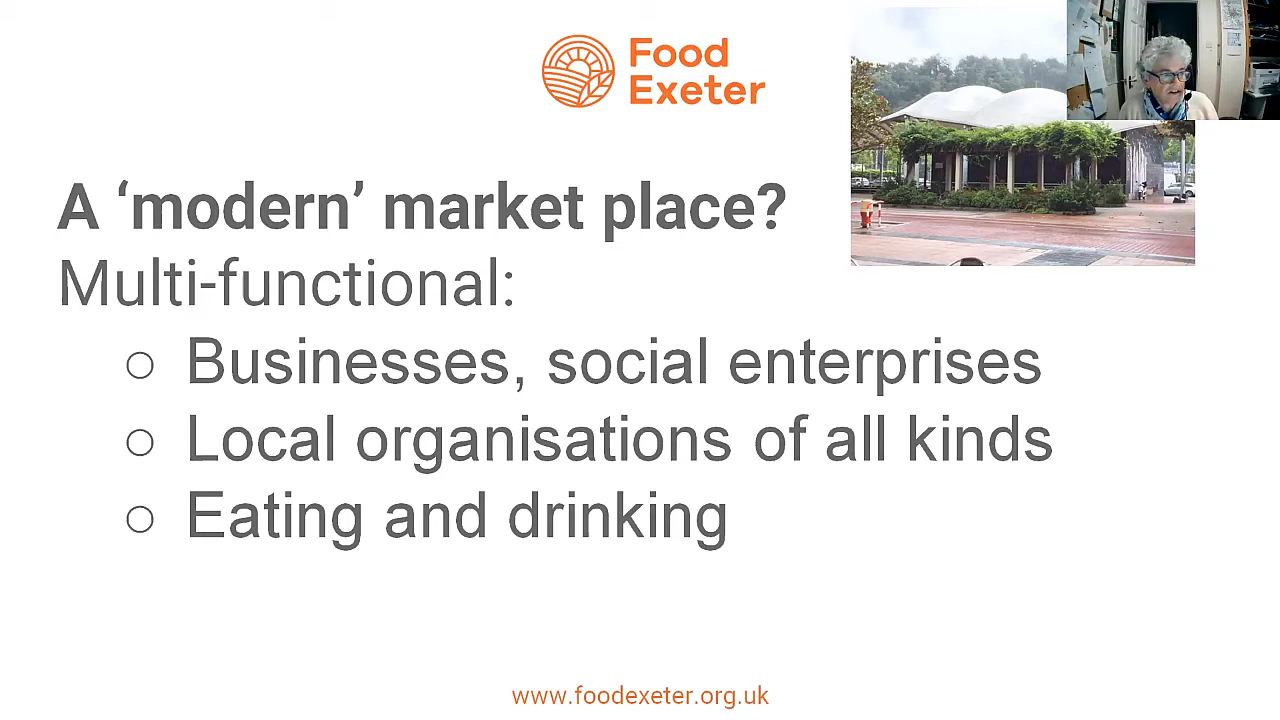 Food
Exeter
A ‘modern’ market place?
Multi-functional:
○ Businesses, social enterprises
○ Local organisations of all kinds
○ Eating and drinking
www.foodexeter.org.uk